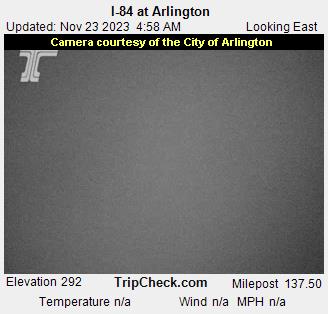 I-84 at Arlington
Updated: Nov 23 2023 4:58 AM Looking East
Camera courtesy of the City of Arlington
Elevation 292 TripCheck.com Milepost 137.50
Temperature n/a Wind n/a MPH n/a